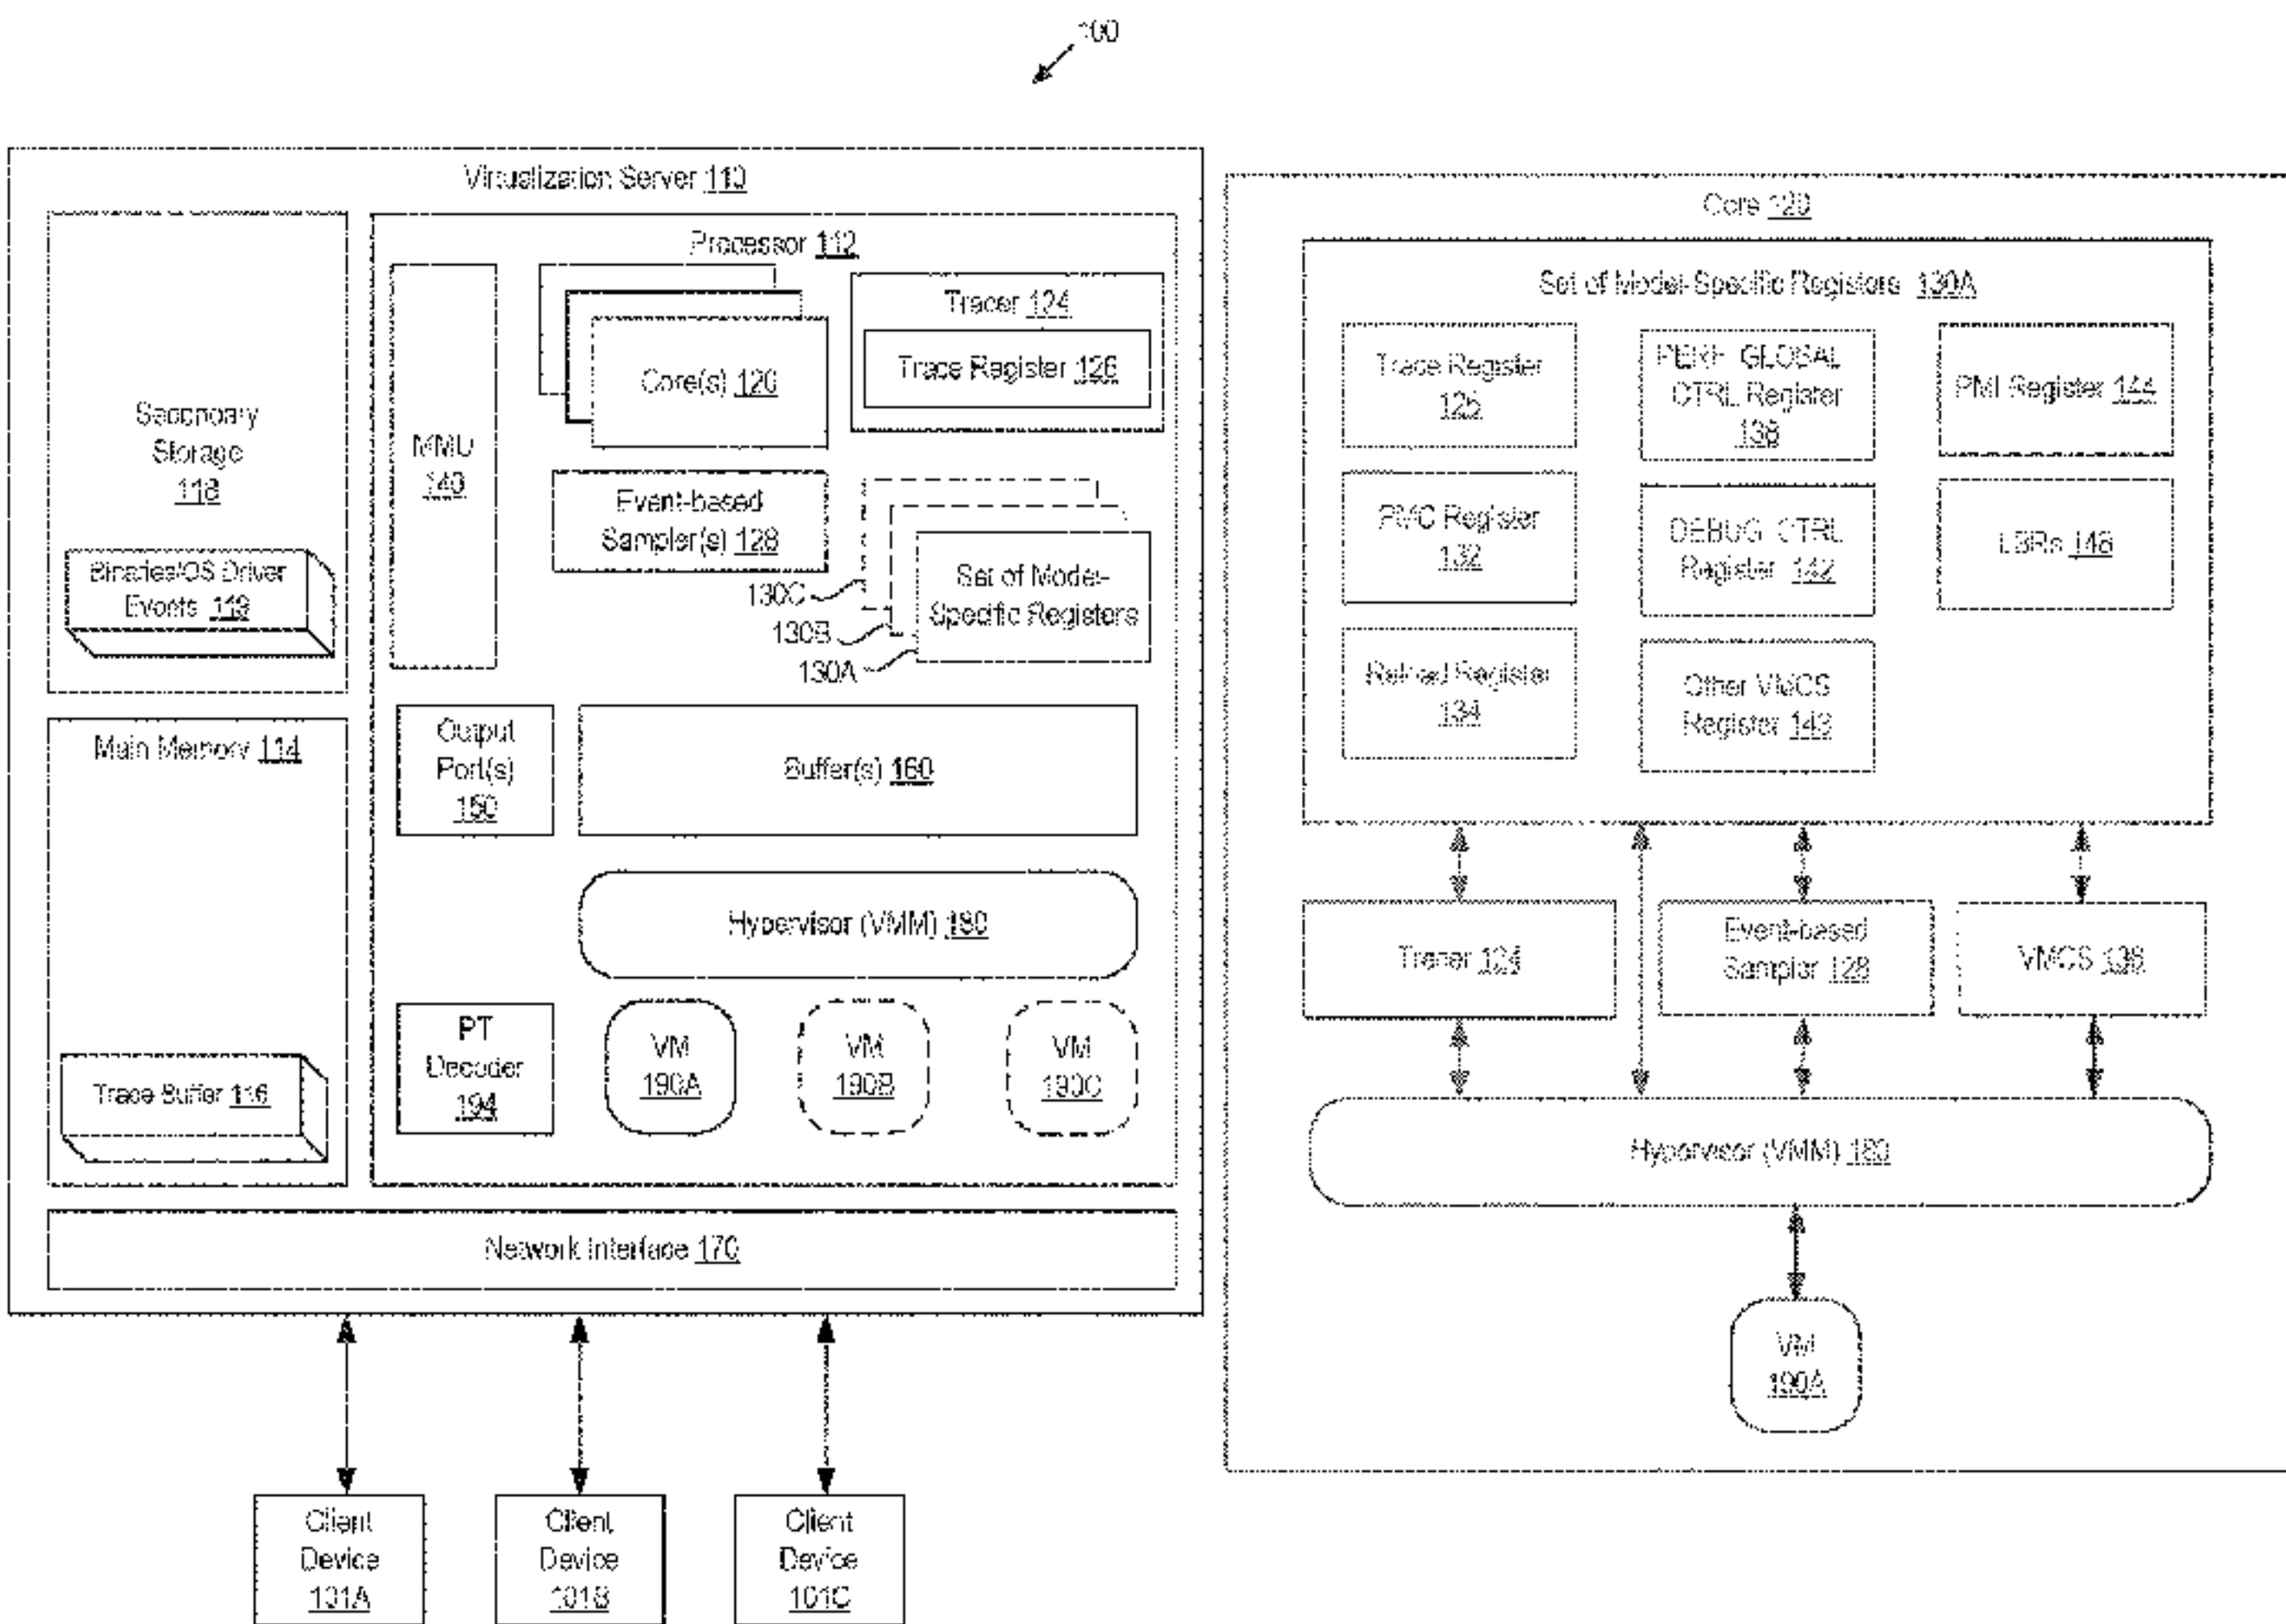 100
Virtualization Server 110
Secondary
Storage
118
Binaries/OS Driver
Events 119
Main Memory 114
Trace Buffer 116
Processor 112
MMU
140
Core(s) 120
Tracer 124
Trace Register 126
Event-based
Sampler(s) 128
130C
130B
130A
Set of Model-
Specific Registers
Output
Port(s)
150
Buffer(s) 160
Hypervisor (VMM) 180
PT
Decoder
194
VM
190A
VM
190B
VM
190C
Network Interface 170
Client
Device
101A
Client
Device
101B
Client
Device
101C
Core 120
Set of Model-Specific Registers 130A
Trace Register
PERF_GLOBAL_
CTRL Register
138
PMI Register 144
PMC Register
132
DEBUG_CTRL
Register 142
LBRs
Reload Register
134
Other VMCS
Register 143
Tracer 124
Event-based
Sampler 128
VMCS
Hypervisor (VMM) 180
VM
190A